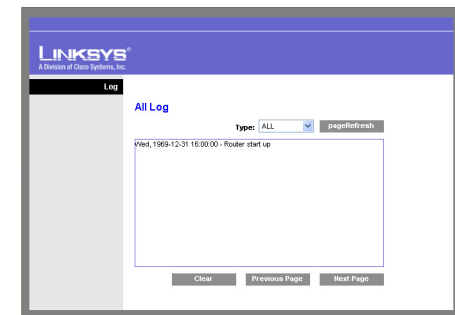 LINKSYS®
A Division of Cisco Systems, Inc.
Log
All Log
Type: ALL pageRefresh
Wed, 1969-12-31 16:00:00 - Router start up
Clear Previous Page Next Page